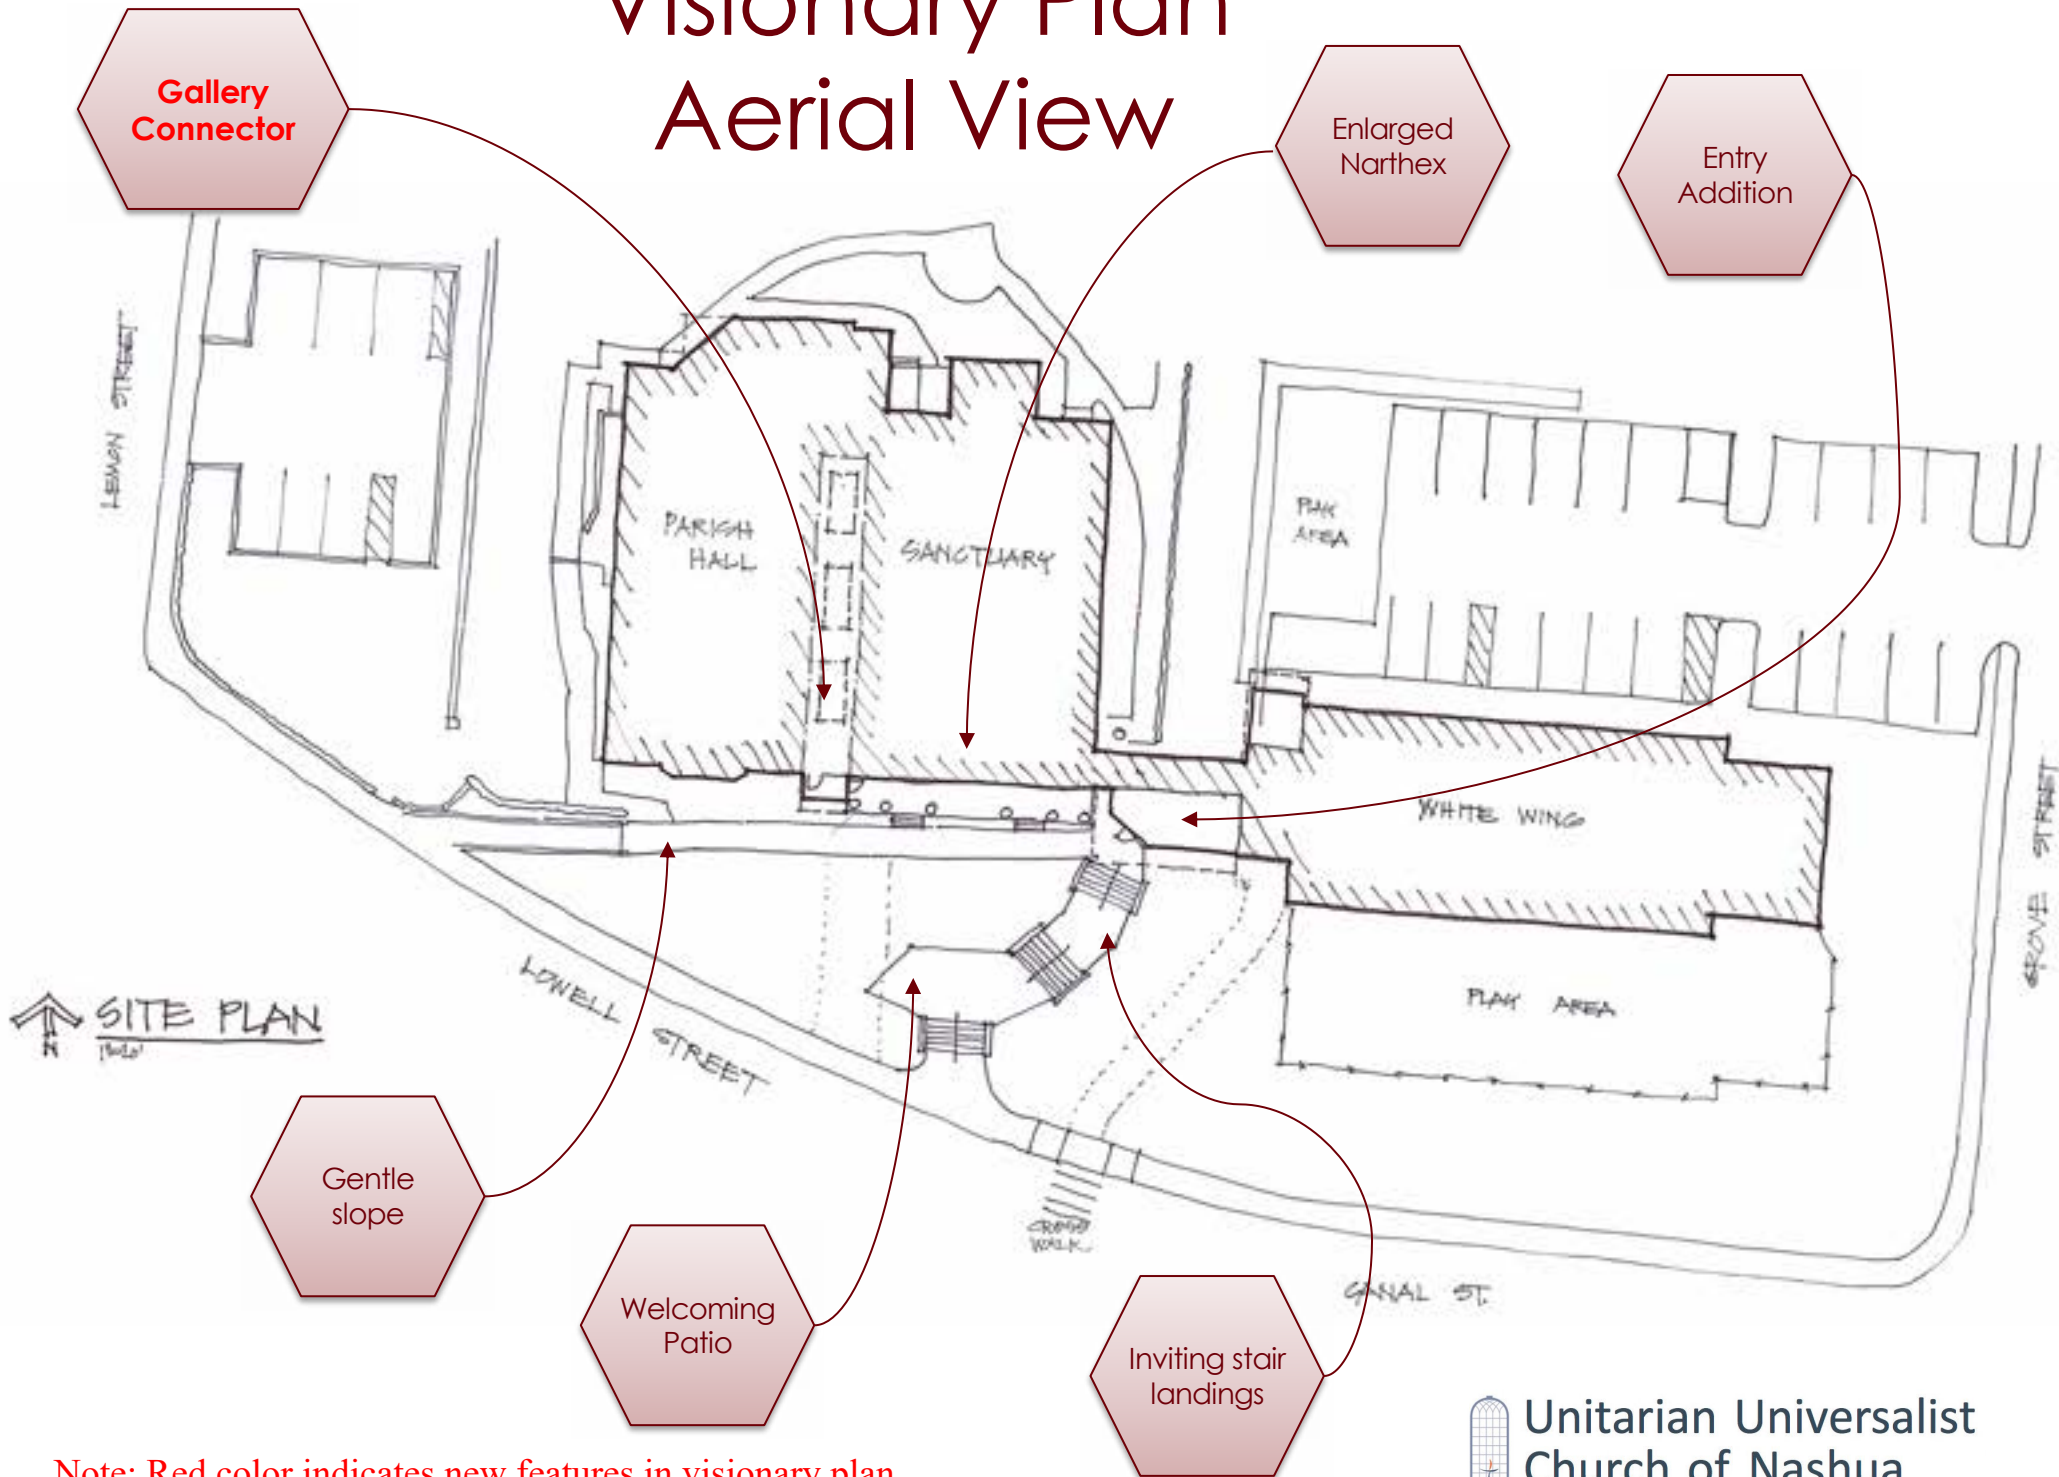 Visionary Plan
Aerial View
Gallery
Connector
Enlarged
Narthex
Entry
Addition
LEMON STREET
PARISH
HALL
SANCTUARY
PLAY
AREA
WHITE WING
GROVE STREET
PLAY AREA
LOWELL STREET
SITE PLAN
N
CROSS
WALK
CANAL ST.
Gentle
slope
Welcoming
Patio
Inviting stair
landings
Note: Red color indicates new features in visionary plan
Unitarian Universalist
Church of Nashua